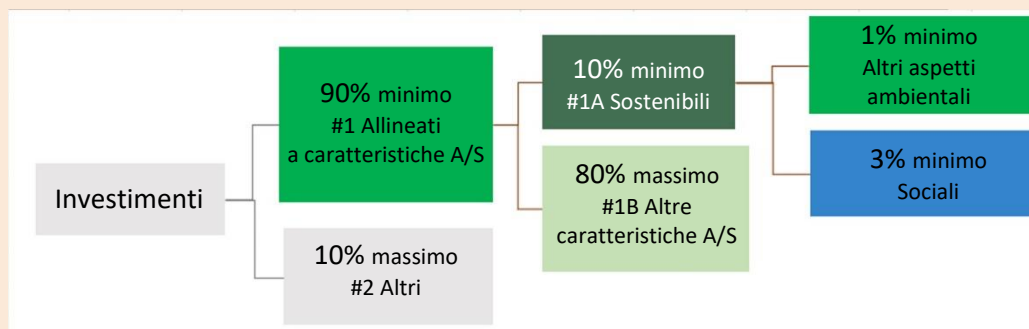 Investimenti
90% minimo
#1 Allineati
a caratteristiche A/S
10% massimo
#2 Altri
10% minimo
#1A Sostenibili
80% massimo
#1B Altre
caratteristiche A/S
1% minimo
Altri aspetti
ambientali
3% minimo
Sociali